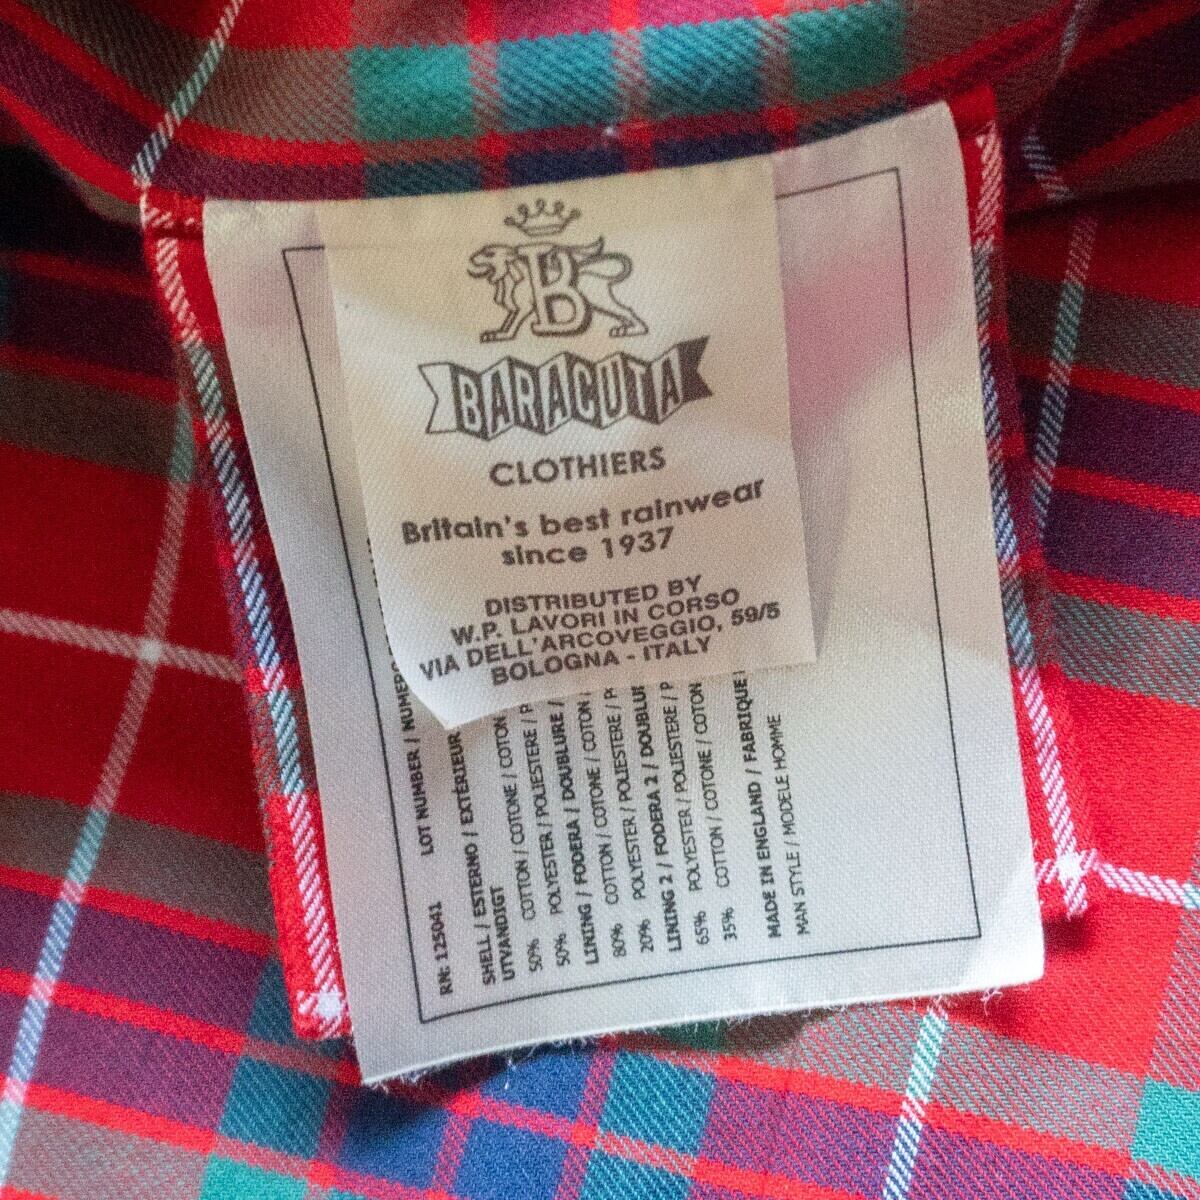 B
BARACUTA
CLOTHIERS
Britain's best rainwear
since 1937
DISTRIBUTED BY
W.P. LAVORI IN CORSO
VIA DELL'ARCOVEGGIO, 59/5
BOLOGNA - ITALY
RN: 125041 LOT NUMBER / NUMERO
SHELL / ESTERNO / EXTÉRIEUR
UTVANDIGT
50% COTTON / COTONE / COTON
50% POLYESTER / POLIESTERE /
LINING / FODERA / DOUBLURE /
80% COTTON / COTONE / COTON /
20% POLYESTER / POLIESTERE /
LINING 2 / FODERA 2 /
65% POLYESTER / POLIESTERE /
35% COTTON / COTONE / COTON
MADE IN ENGLAND / FABRIQUE
MAN STYLE / MODELE HOMME